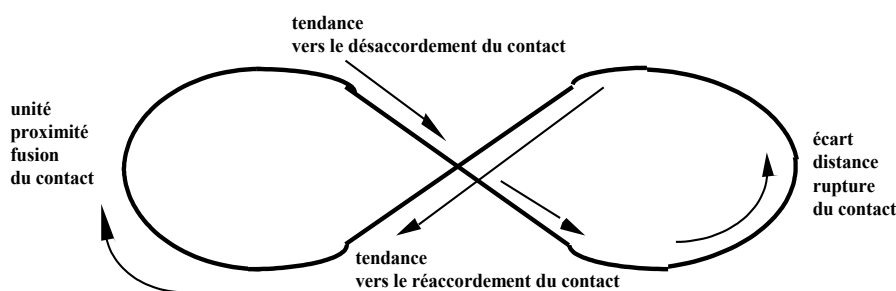 tendance
vers le désaccordement du contact
unité
proximité
fusion
du contact
écart
distance
rupture
du contact
tendance
vers le réaccordement du contact